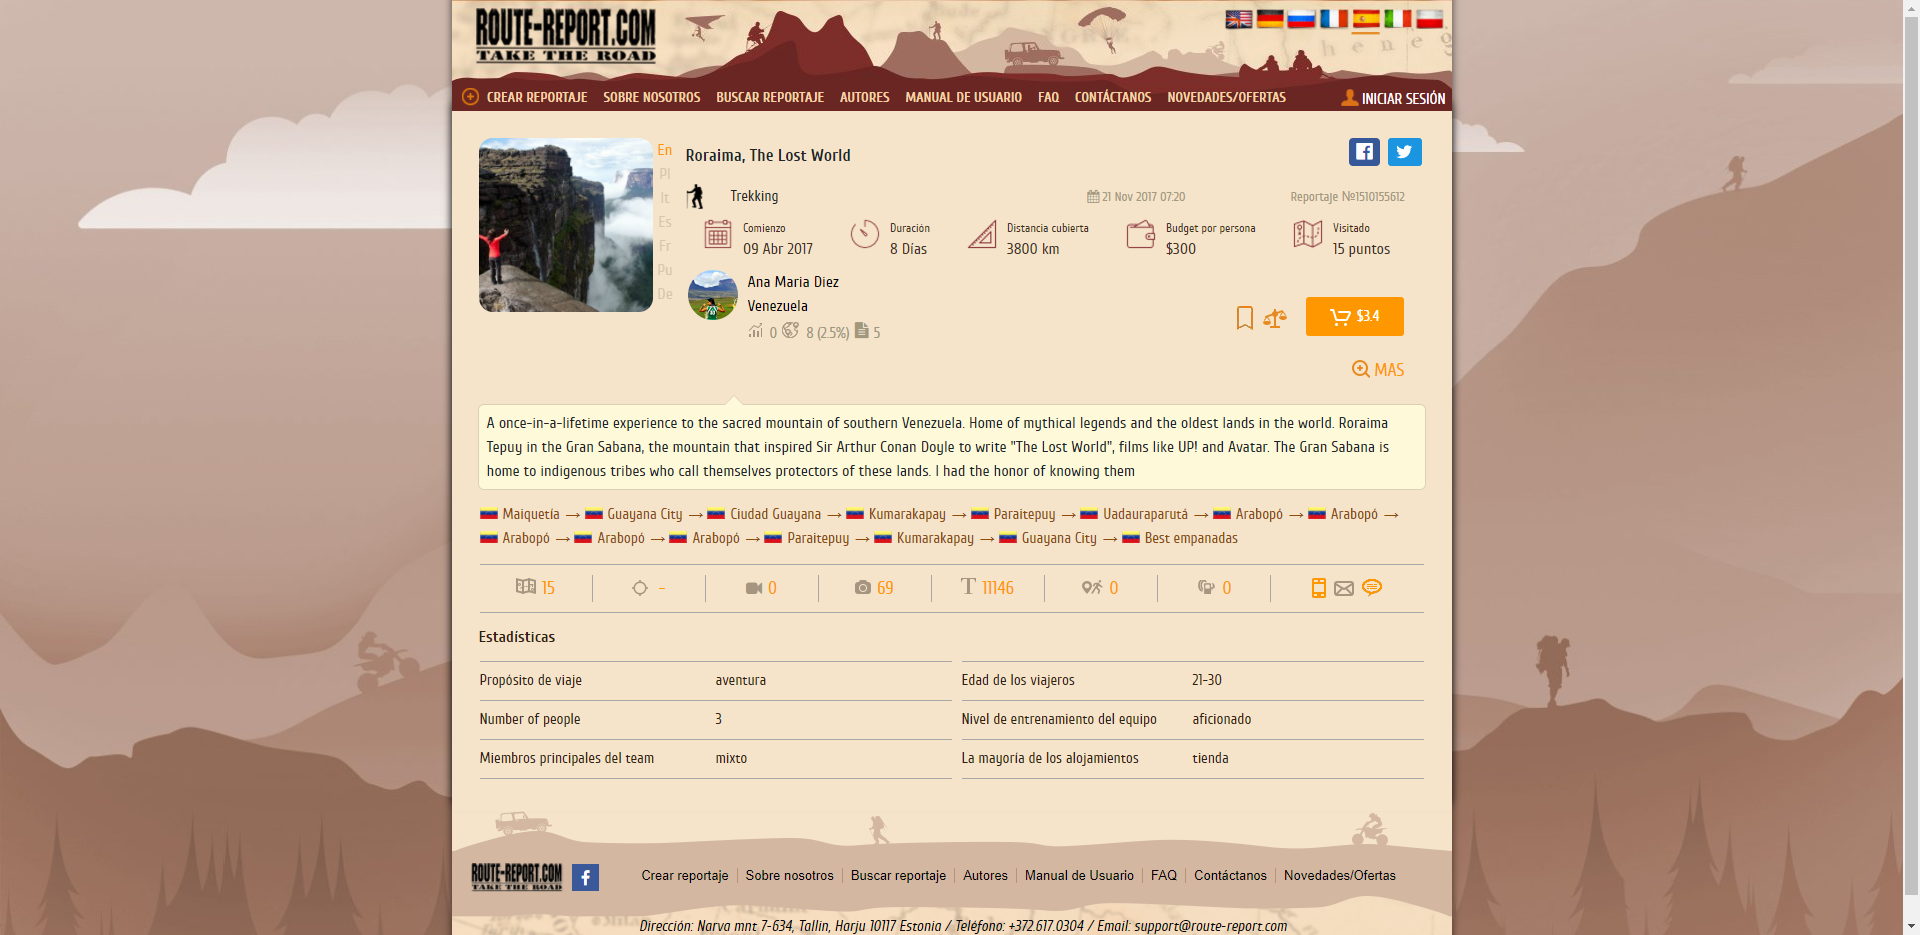 ROUTE-REPORT.COM
TAKE THE ROAD
CREAR REPORTAJE SOBRE NOSOTROS BUSCAR REPORTAJE AUTORES MANUAL DE USUARIO FAQ CONTÁCTANOS NOVEDADES/OFERTAS INICIAR SESIÓN
En
Pl
It
Es
Fr
Pu
De
Roraima, The Lost World
Trekking 21 Nov 2017 07:20 Reportaje №1510155612
Comienzo Duración Distancia cubierta Budget por persona Visitado
09 Abr 2017 8 Días 3800 km $300 15 puntos
Ana Maria Diez
Venezuela
0 8 (2.5%) 5
$3.4
MAS
A once-in-a-lifetime experience to the sacred mountain of southern Venezuela. Home of mythical legends and the oldest lands in the world. Roraima
Tepuy in the Gran Sabana, the mountain that inspired Sir Arthur Conan Doyle to write "The Lost World", films like UP! and Avatar. The Gran Sabana is
home to indigenous tribes who call themselves protectors of these lands. I had the honor of knowing them
Maiquetía → Guayana City → Ciudad Guayana → Kumarakapay → Paraitepuy → Uadauraparutá → Arabopó → Arabopó →
Arabopó → Arabopó → Arabopó → Paraitepuy → Kumarakapay → Guayana City → Best empanadas
15 - 0 69 T 11146 0 0
Estadísticas
Propósito de viaje aventura Edad de los viajeros 21-30
Number of people 3 Nivel de entrenamiento del equipo aficionado
Miembros principales del team mixto La mayoría de los alojamientos tienda
ROUTE-REPORT.COM
TAKE THE ROAD
Crear reportaje Sobre nosotros Buscar reportaje Autores Manual de Usuario FAQ Contáctanos Novedades/Ofertas
Dirección: Narva mnt 7-634, Tallin, Harju 10117 Estonia / Teléfono: +372.617.0304 / Email: support@route-report.com